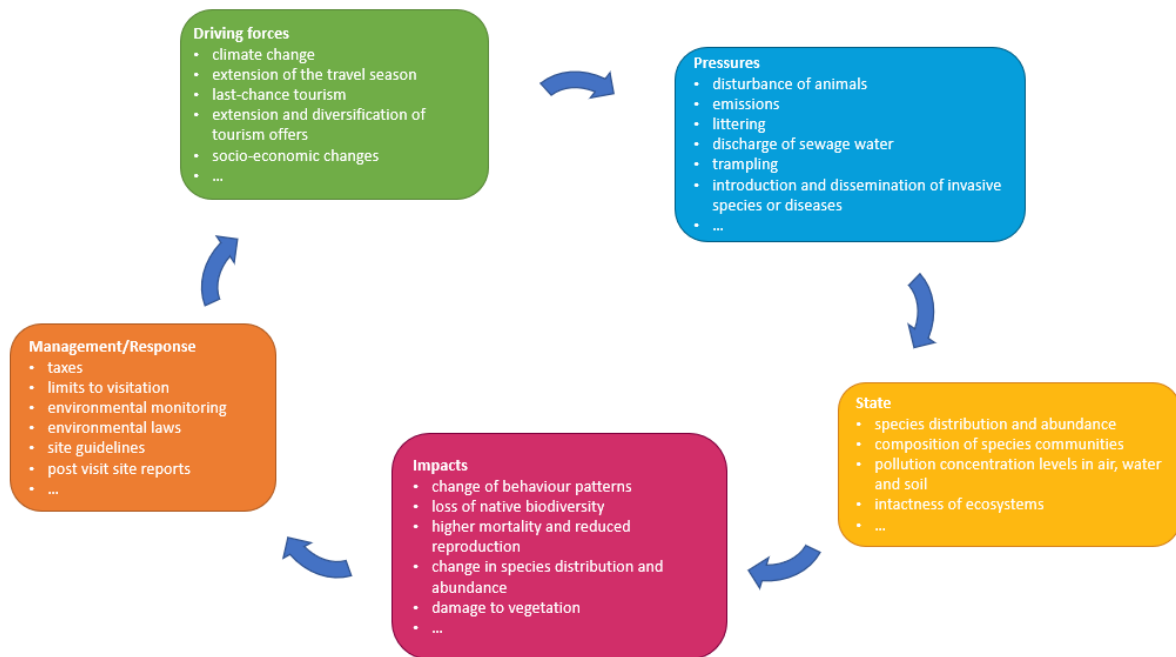 Driving forces
• climate change
• extension of the travel season
• last-chance tourism
• extension and diversification of
tourism offers
• socio-economic changes
• ...
Pressures
• disturbance of animals
• emissions
• littering
• discharge of sewage water
• trampling
• introduction and dissemination of invasive
species or diseases
• ...
State
• species distribution and abundance
• composition of species communities
• pollution concentration levels in air, water
and soil
• intactness of ecosystems
• ...
Impacts
• change of behaviour patterns
• loss of native biodiversity
• higher mortality and reduced
reproduction
• change in species distribution and
abundance
• damage to vegetation
• ...
Management/Response
• taxes
• limits to visitation
• environmental monitoring
• environmental laws
• site guidelines
• post visit site reports
• ...